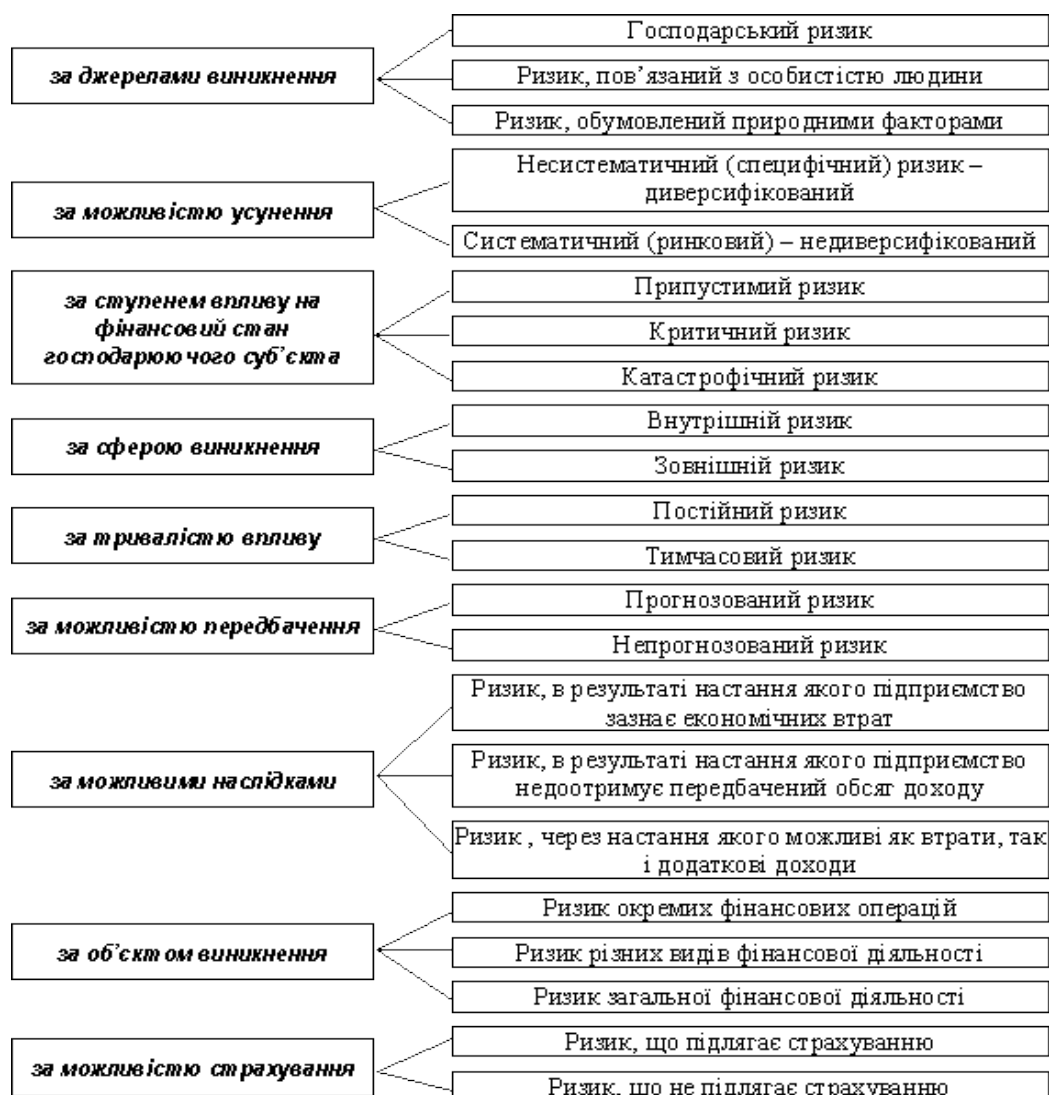 за джерелами виникнення
Господарський ризик
Ризик, пов’язаний з особистістю людини
Ризик, обумовлений природними факторами
за можливістю усунення
Несистематичний (специфічний) ризик –
диверсифікований
Систематичний (ринковий) – недиверсифікований
за ступенем впливу на
фінансовий стан
господарюючого суб’єкта
Припустимий ризик
Критичний ризик
Катастрофічний ризик
за сферою виникнення
Внутрішній ризик
Зовнішній ризик
за тривалістю впливу
Постійний ризик
Тимчасовий ризик
за можливістю передбачення
Прогнозований ризик
Непрогнозований ризик
за можливими наслідками
Ризик, в результаті настання якого підприємство
зазнає економічних втрат
Ризик, в результаті настання якого підприємство
недоотримує передбачений обсяг доходу
Ризик , через настання якого можливі як втрати, так
і додаткові доходи
за об’єктом виникнення
Ризик окремих фінансових операцій
Ризик різних видів фінансової діяльності
Ризик загальної фінансової діяльності
за можливістю страхування
Ризик, що підлягає страхуванню
Ризик, що не підлягає страхуванню